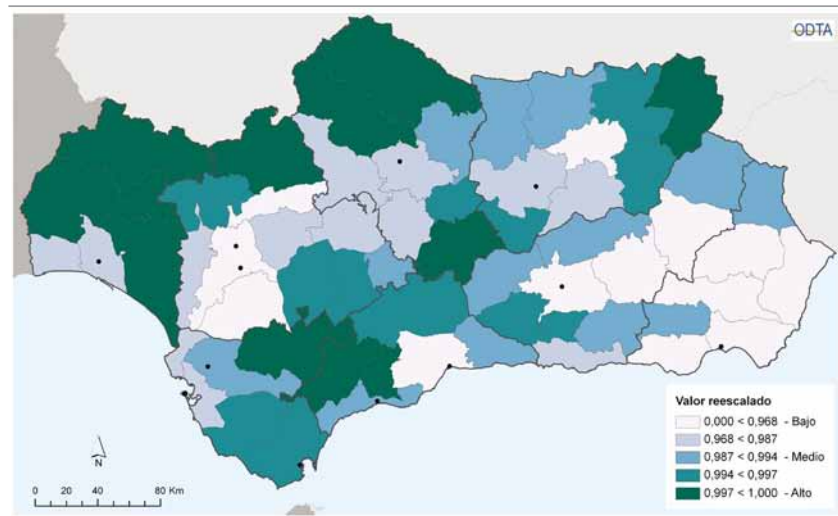 ODTA
Valor reescalado
0,000 < 0,968 - Bajo
0,968 < 0,987
0,987 < 0,994 - Medio
0,994 < 0,997
0,997 < 1,000 - Alto
N
0 20 40 80 Km